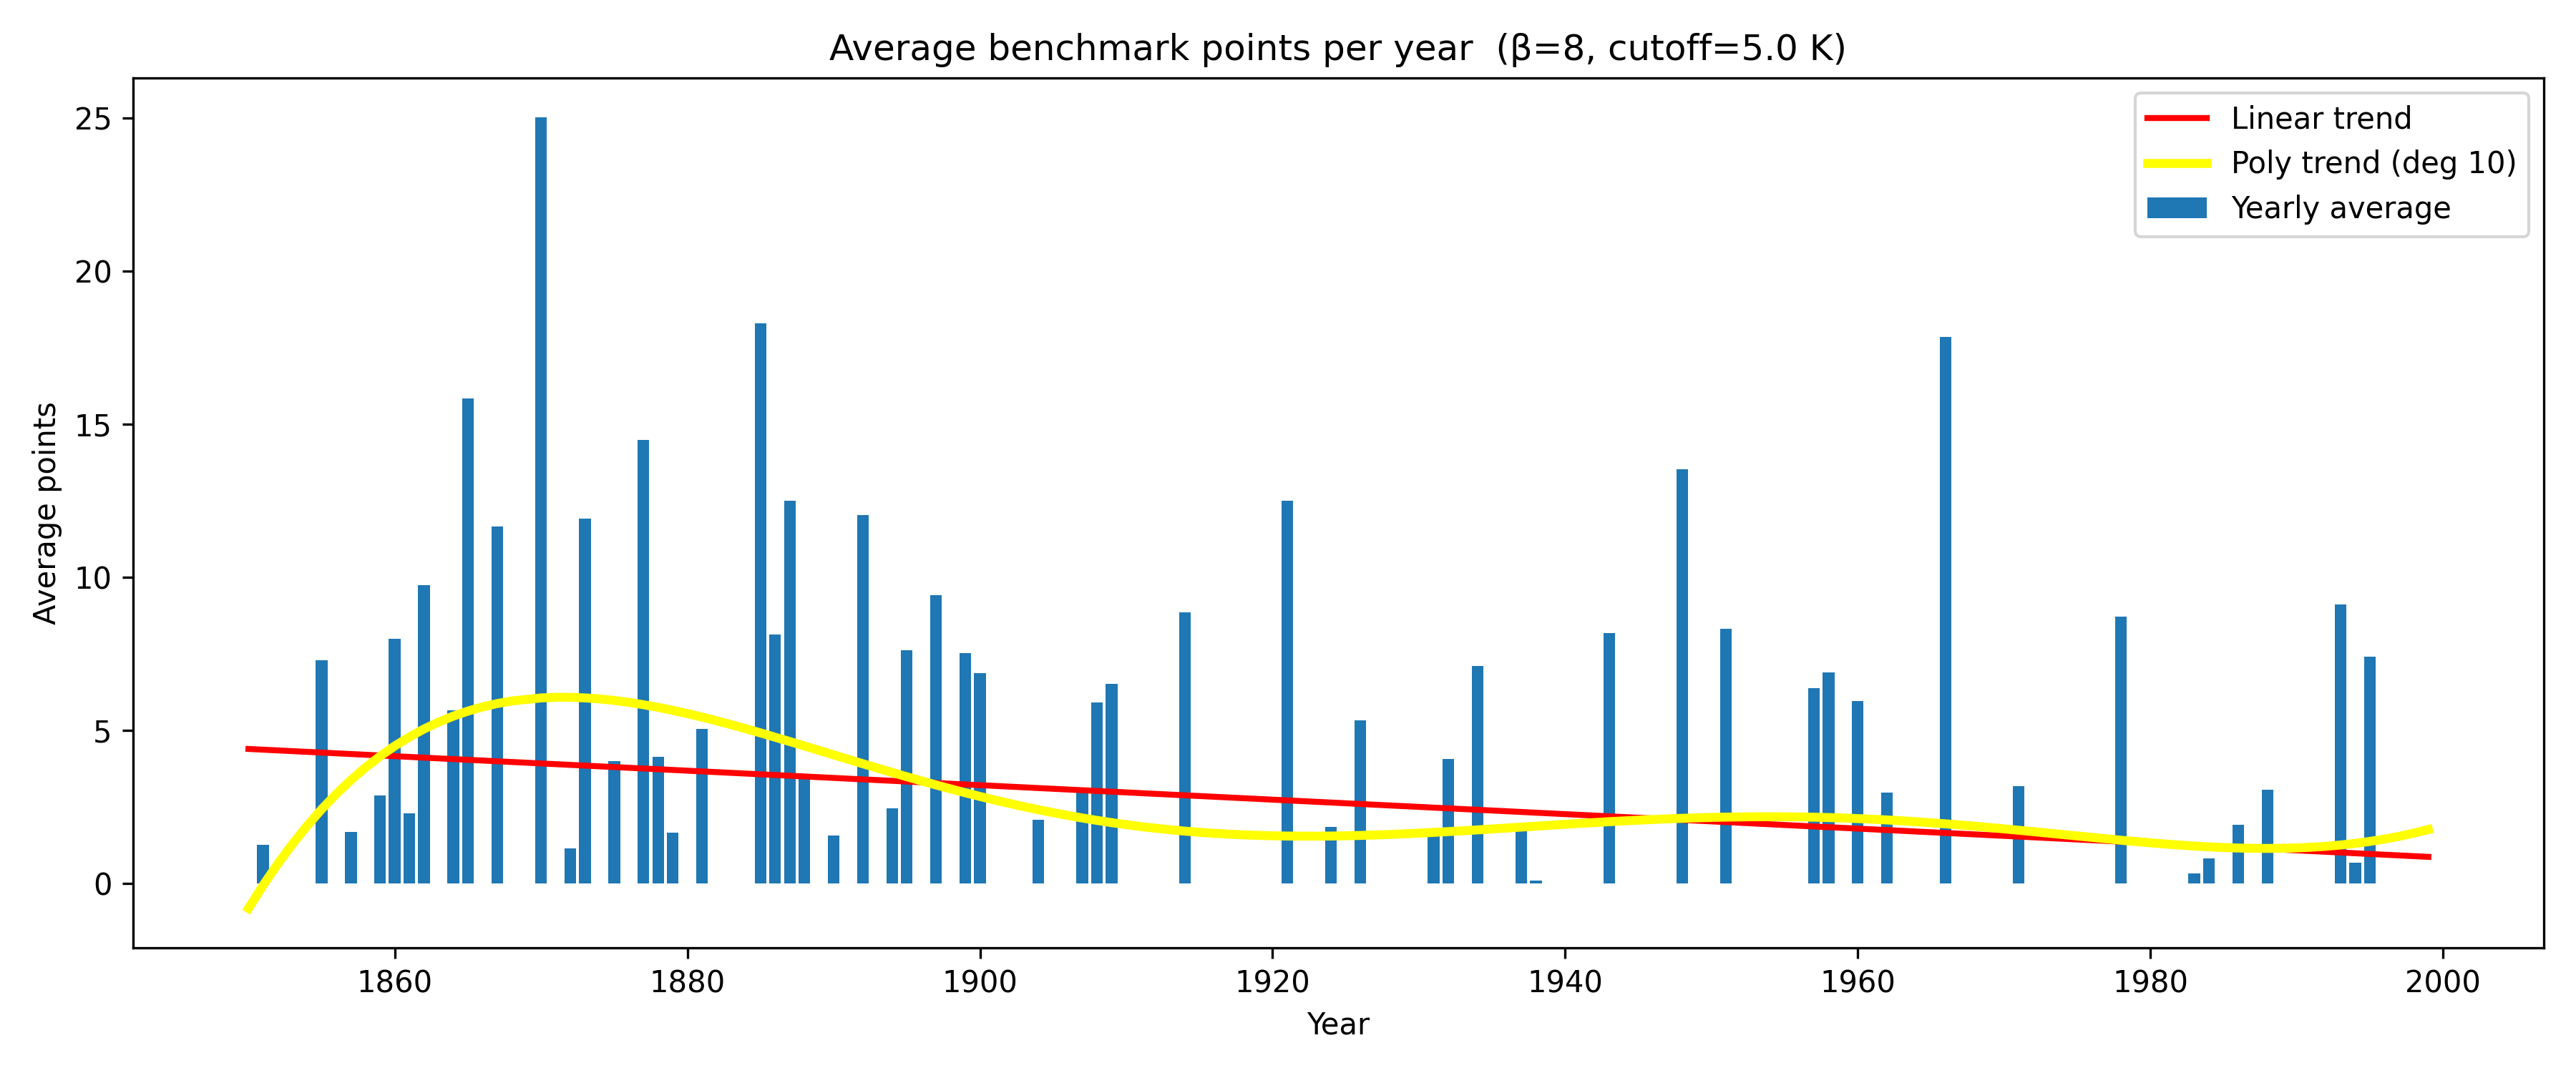 Average benchmark points per year (β=8, cutoff=5.0 K)
Linear trend
Poly trend (deg 10)
Yearly average
Average points
25
20
15
10
5
0
1860 1880 1900 1920 1940 1960 1980 2000
Year